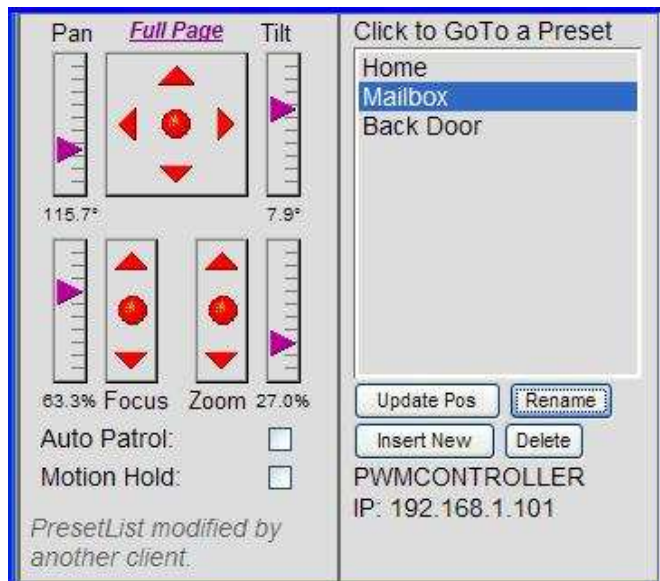 Pan Full Page Tilt
115.7° 7.9°
63.3% Focus Zoom 27.0%
Auto Patrol:
Motion Hold:
PresetList modified by
another client.
Click to GoTo a Preset
Home
Mailbox
Back Door
Update Pos Rename
Insert New Delete
PWMCONTROLLER
IP: 192.168.1.101